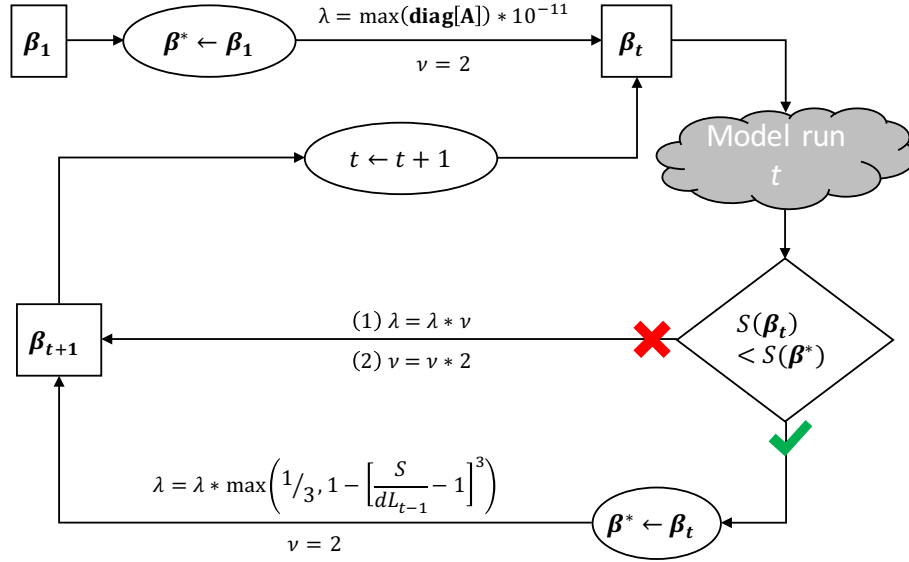 𝜷₁
𝜷* ← 𝜷₁
λ = max(𝐝𝐢𝐚𝐠[𝐀]) * 10⁻¹¹
ν = 2
𝜷ₜ
Model run
t
t ← t + 1
S(𝜷ₜ)
< S(𝜷*)
(1) λ = λ * ν
(2) ν = ν * 2
𝜷ₜ₊₁
λ = λ * max(1/3, 1 − [S/dLₜ₋₁ − 1]³)
ν = 2
𝜷* ← 𝜷ₜ